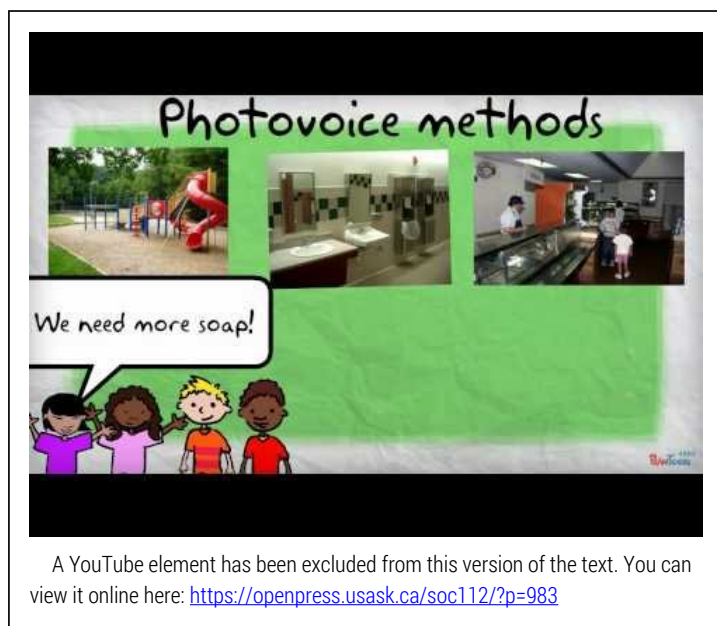 Photovoice methods
We need more soap!
PowToon
A YouTube element has been excluded from this version of the text. You can
view it online here: https://openpress.usask.ca/soc112/?p=983